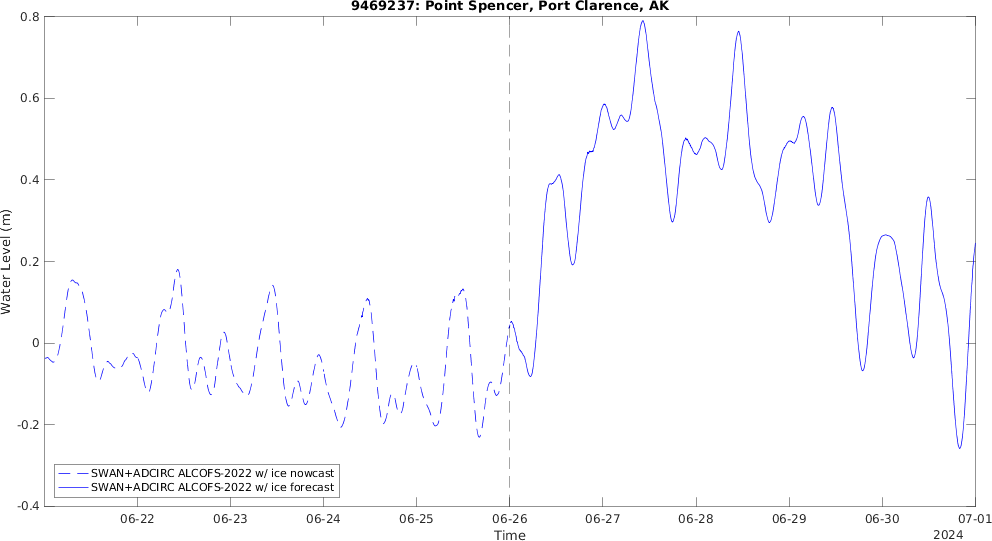 9469237: Point Spencer, Port Clarence, AK
0.8
0.6
0.4
0.2
0
-0.2
-0.4
Water Level (m)
SWAN+ADCIRC ALCOFS-2022 w/ ice nowcast
SWAN+ADCIRC ALCOFS-2022 w/ ice forecast
06-22 06-23 06-24 06-25 06-26 06-27 06-28 06-29 06-30 07-01
Time
2024